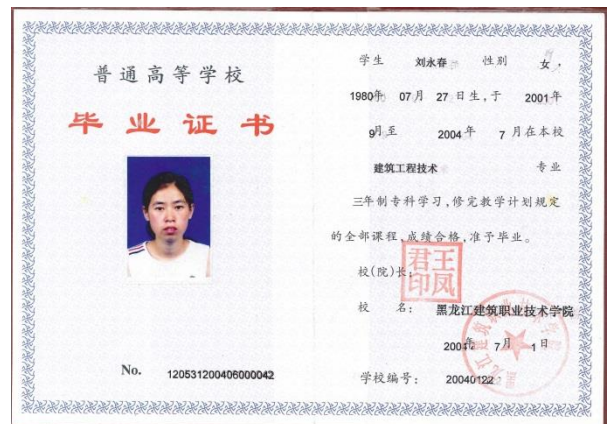 普通高等学校
毕业证书
No. 120531200406000042
学生 刘永春 性别 女,
1980年 07月 27日生,于 2001年
9月至 2004年 7月在本校
建筑工程技术 专业
三年制专科学习,修完教学计划规定
的全部课程,成绩合格,准予毕业。
校(院)长:
王凤君印
校 名: 黑龙江建筑职业技术学院
2004年 7月 1日
学校编号: 20040122